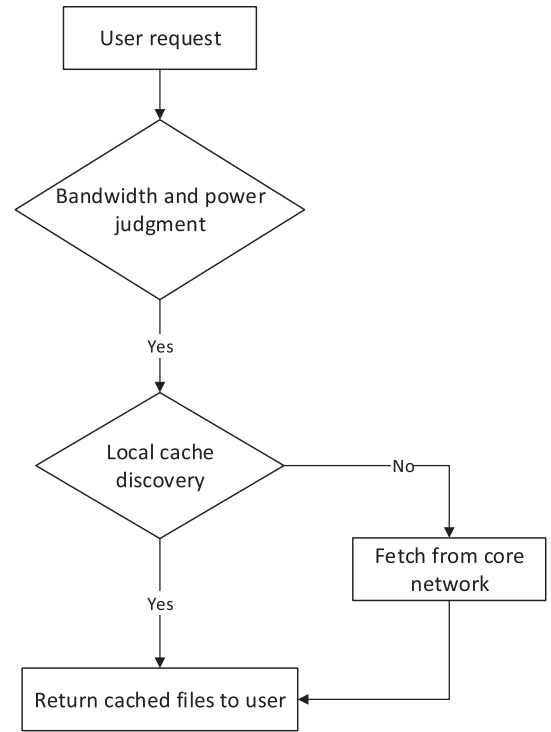 User request
Bandwidth and power
judgment
Yes
Local cache
discovery
No
Fetch from core
network
Yes
Return cached files to user